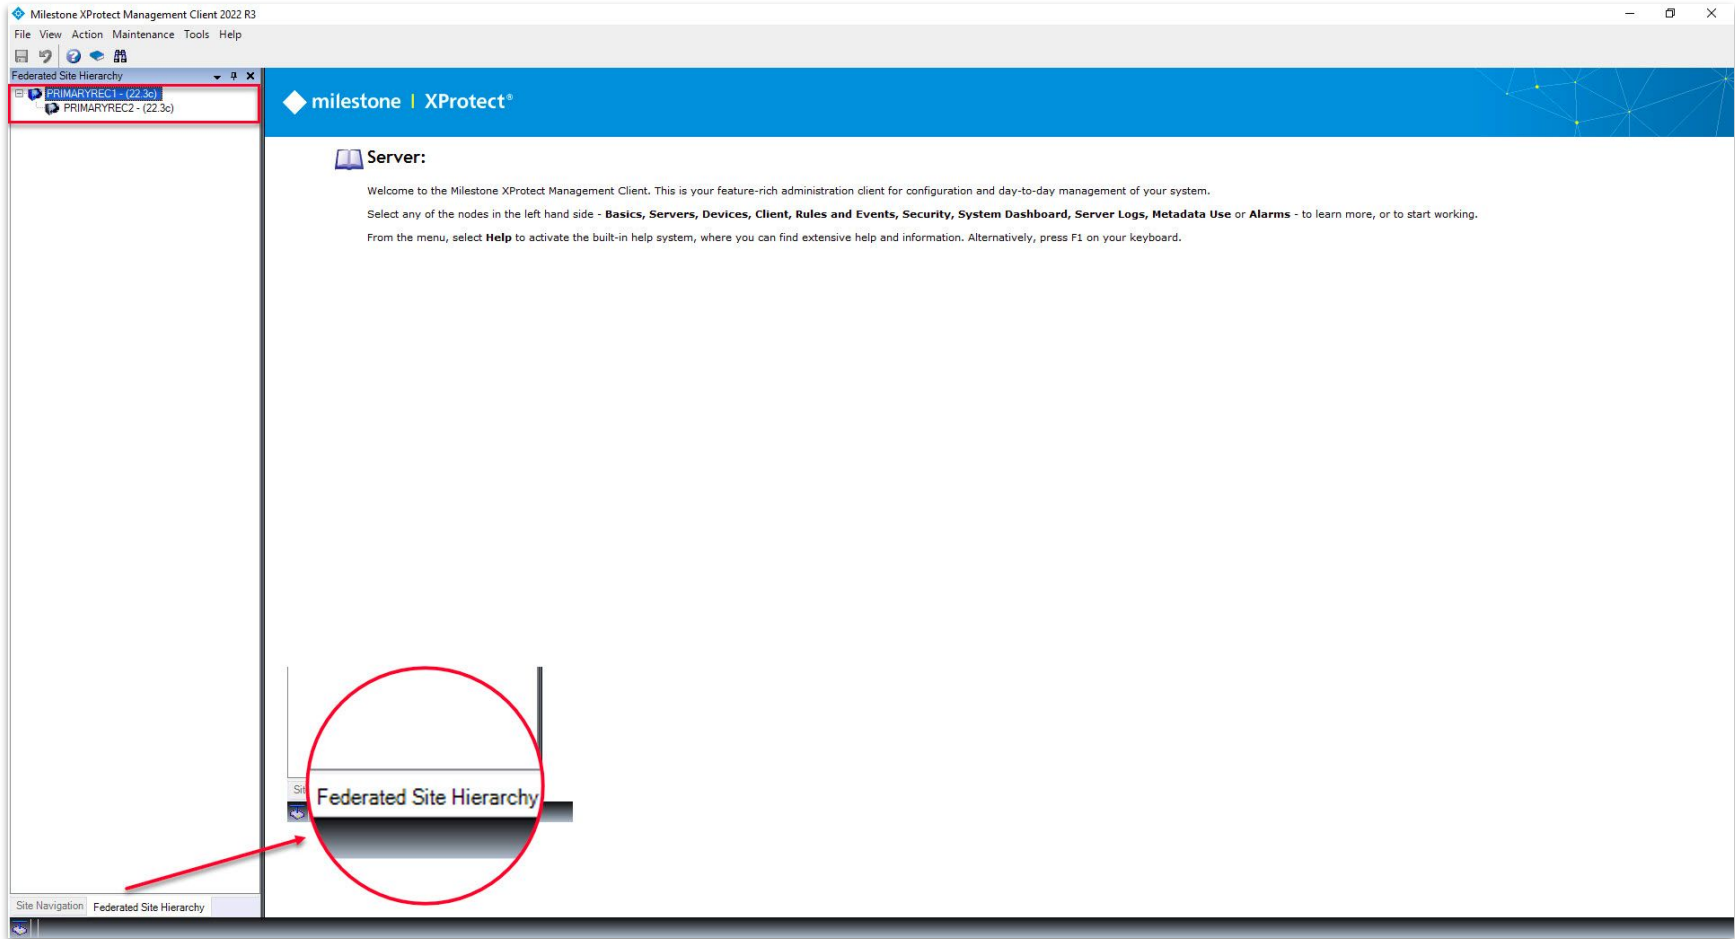 Milestone XProtect Management Client 2022 R3
File View Action Maintenance Tools Help
Federated Site Hierarchy
PRIMARYREC1 - (22.3c)
PRIMARYREC2 - (22.3c)
milestone | XProtect®
Server:
Welcome to the Milestone XProtect Management Client. This is your feature-rich administration client for configuration and day-to-day management of your system.
Select any of the nodes in the left hand side - Basics, Servers, Devices, Client, Rules and Events, Security, System Dashboard, Server Logs, Metadata Use or Alarms - to learn more, or to start working.
From the menu, select Help to activate the built-in help system, where you can find extensive help and information. Alternatively, press F1 on your keyboard.
Sit
Federated Site Hierarchy
Site Navigation Federated Site Hierarchy